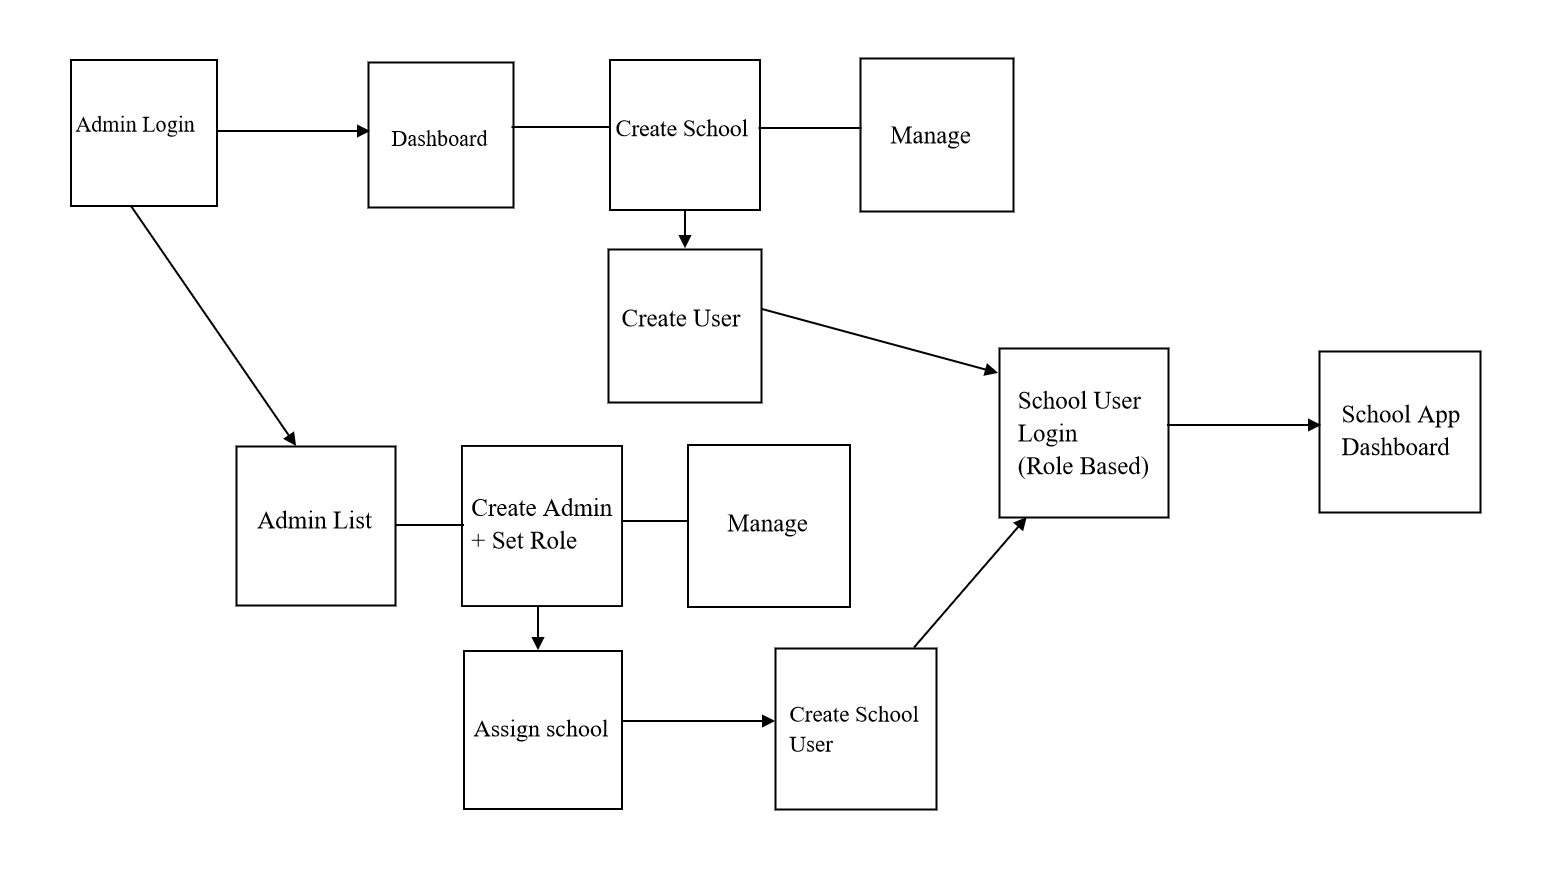 Admin Login
Dashboard
Create School
Manage
Create User
School User
Login
(Role Based)
School App
Dashboard
Admin List
Create Admin
+ Set Role
Manage
Assign school
Create School
User